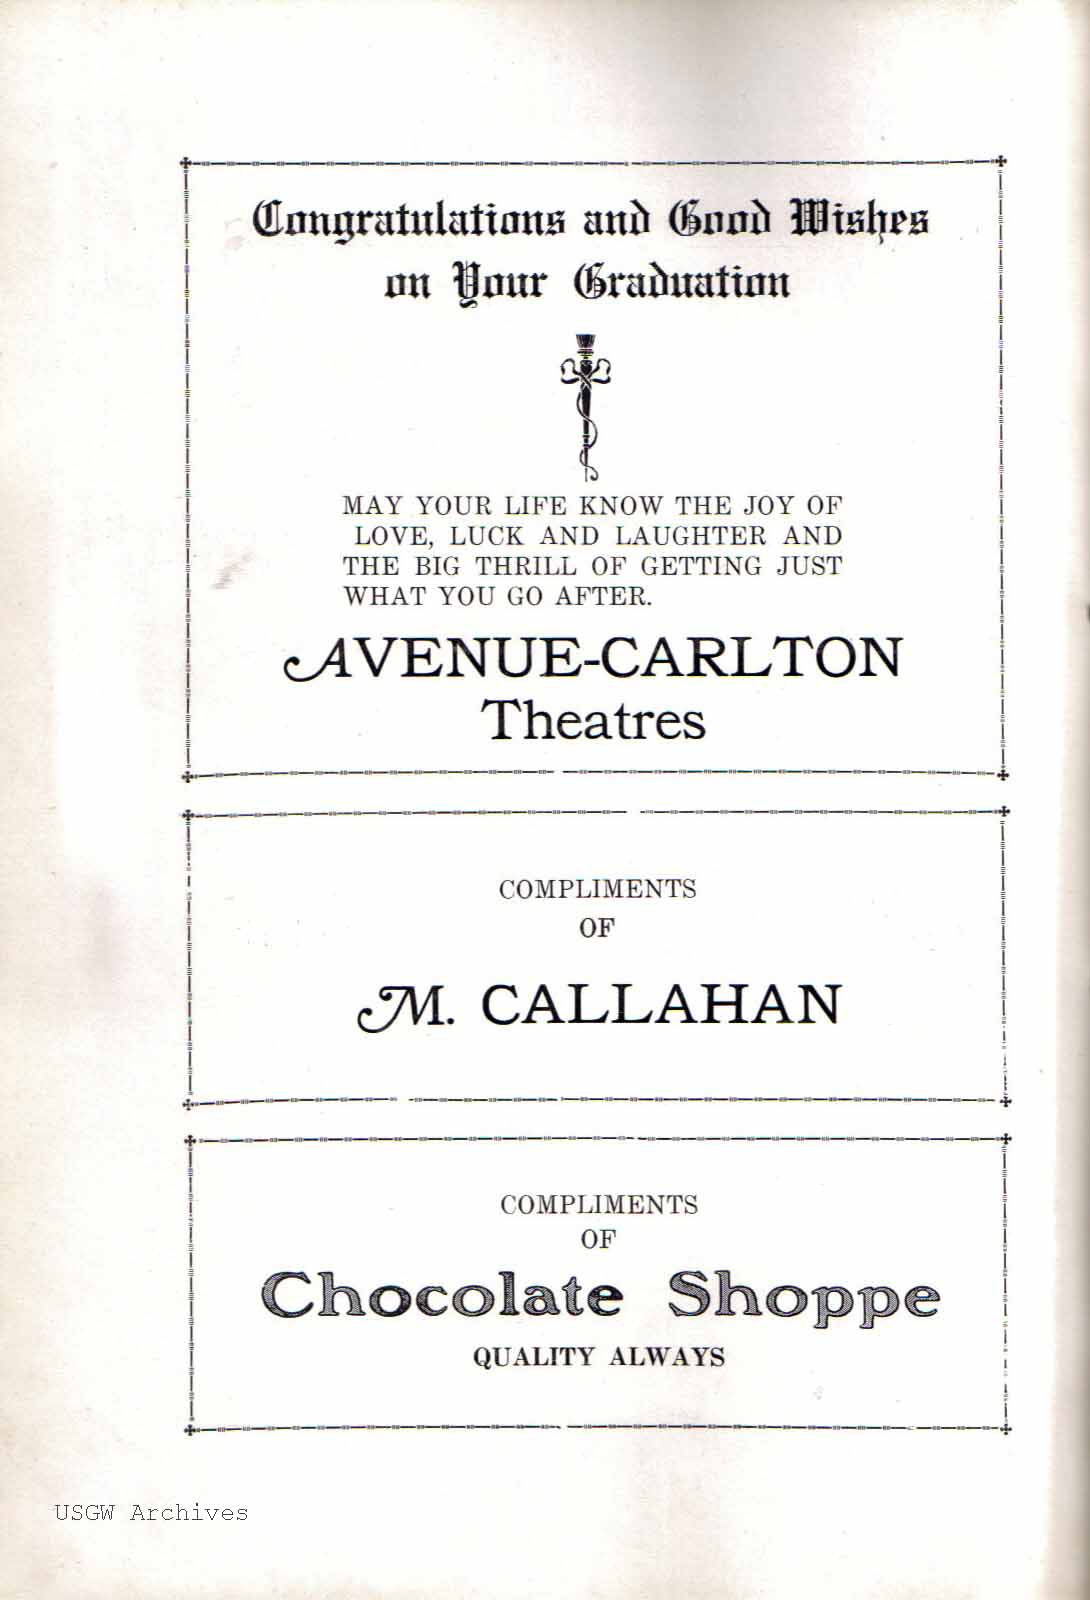 Congratulations and Good Wishes
on Your Graduation
MAY YOUR LIFE KNOW THE JOY OF
LOVE, LUCK AND LAUGHTER AND
THE BIG THRILL OF GETTING JUST
WHAT YOU GO AFTER.
AVENUE-CARLTON
Theatres
COMPLIMENTS
OF
M. CALLAHAN
COMPLIMENTS
OF
Chocolate Shoppe
QUALITY ALWAYS
USGW Archives